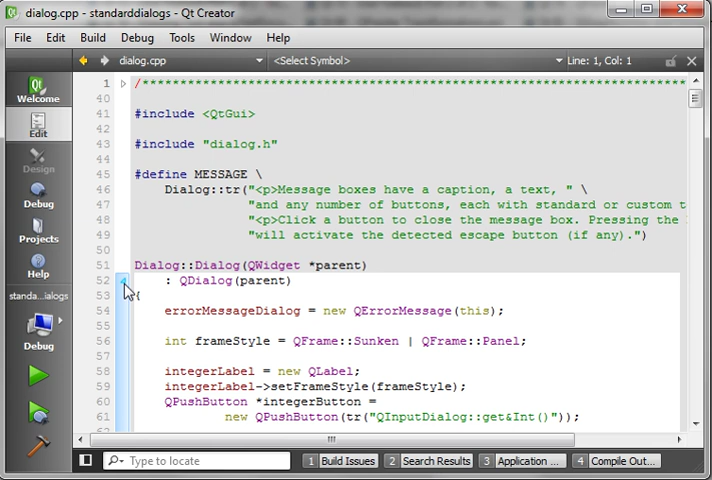 dialog.cpp - standarddialogs - Qt Creator
File Edit Build Debug Tools Window Help
dialog.cpp <Select Symbol> Line: 1, Col: 1
Qt
Welcome
Edit
Design
Debug
Projects
Help
standa...ialogs
Debug
1 /****************************************************************************
40
41 #include <QtGui>
42
43 #include "dialog.h"
44
45 #define MESSAGE \
46 Dialog::tr("<p>Message boxes have a caption, a text, " \
47 "and any number of buttons, each with standard or custom t
48 "<p>Click a button to close the message box. Pressing the
49 "will activate the detected escape button (if any).")
50
51 Dialog::Dialog(QWidget *parent)
52 : QDialog(parent)
53 {
54 errorMessageDialog = new QErrorMessage(this);
55
56 int frameStyle = QFrame::Sunken | QFrame::Panel;
57
58 integerLabel = new QLabel;
59 integerLabel->setFrameStyle(frameStyle);
60 QPushButton *integerButton =
61 new QPushButton(tr("QInputDialog::get&Int()"));
Type to locate 1 Build Issues 2 Search Results 3 Application ... 4 Compile Out...